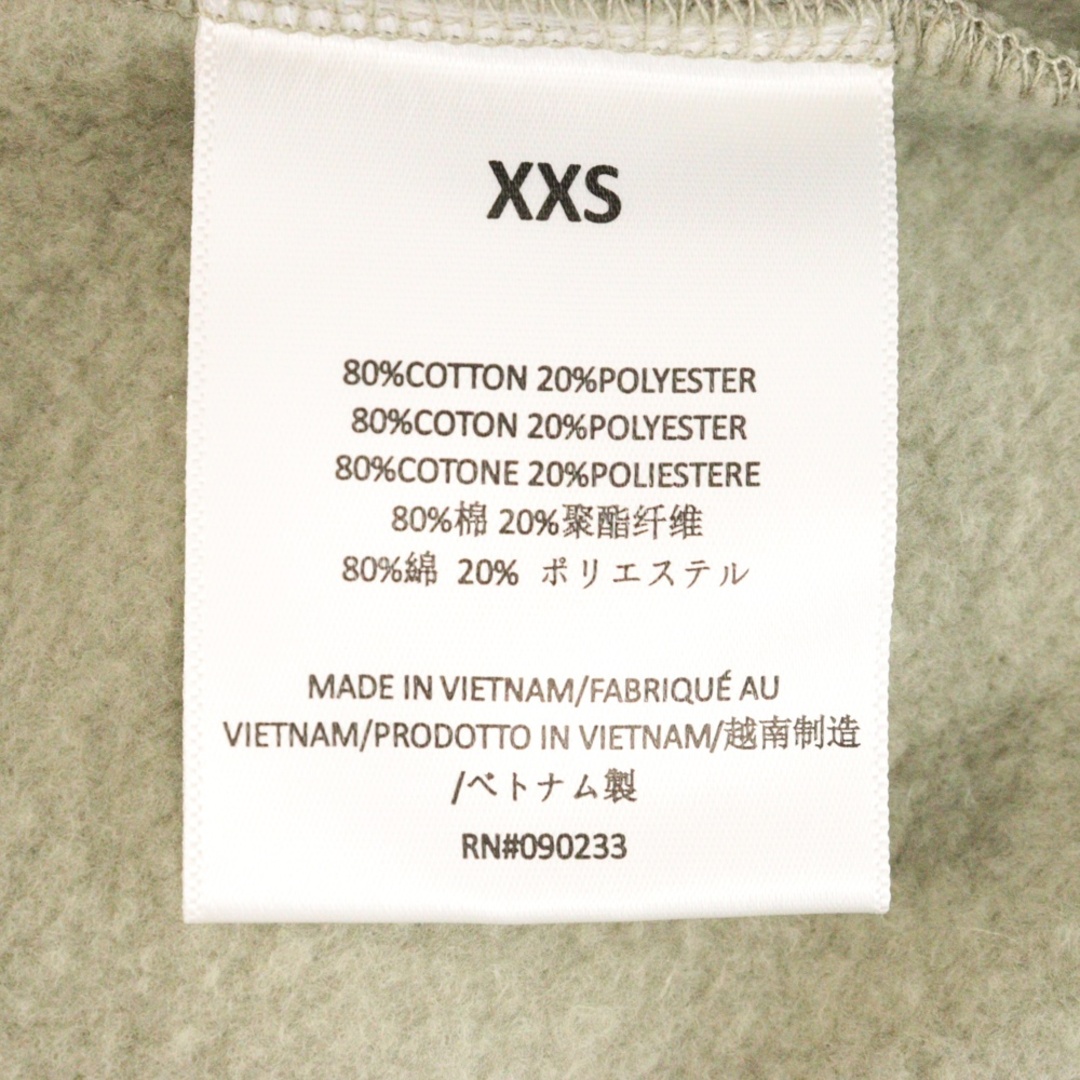 XXS
80%COTTON 20%POLYESTER
80%COTON 20%POLYESTER
80%COTONE 20%POLIESTERE
80%棉 20%聚酯纤维
80%綿 20% ポリエステル
MADE IN VIETNAM/FABRIQUÉ AU
VIETNAM/PRODOTTO IN VIETNAM/越南制造
/ベトナム製
RN#090233